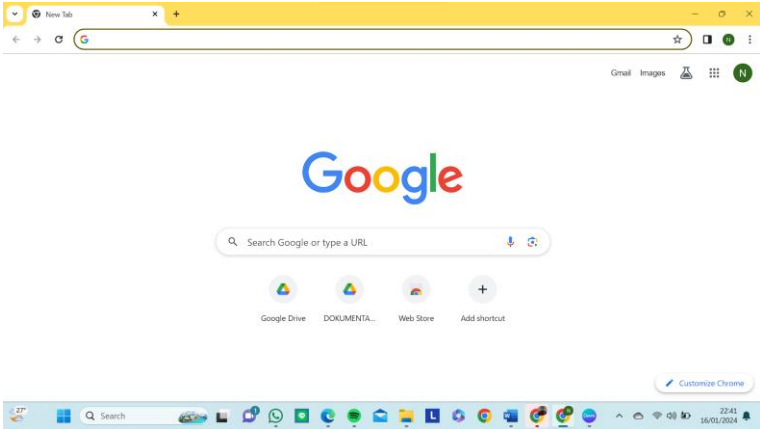 New Tab
Gmail Images
N
Google
Search Google or type a URL
Google Drive DOKUMENTA... Web Store Add shortcut
Customize Chrome
27°
Search
22:41
16/01/2024